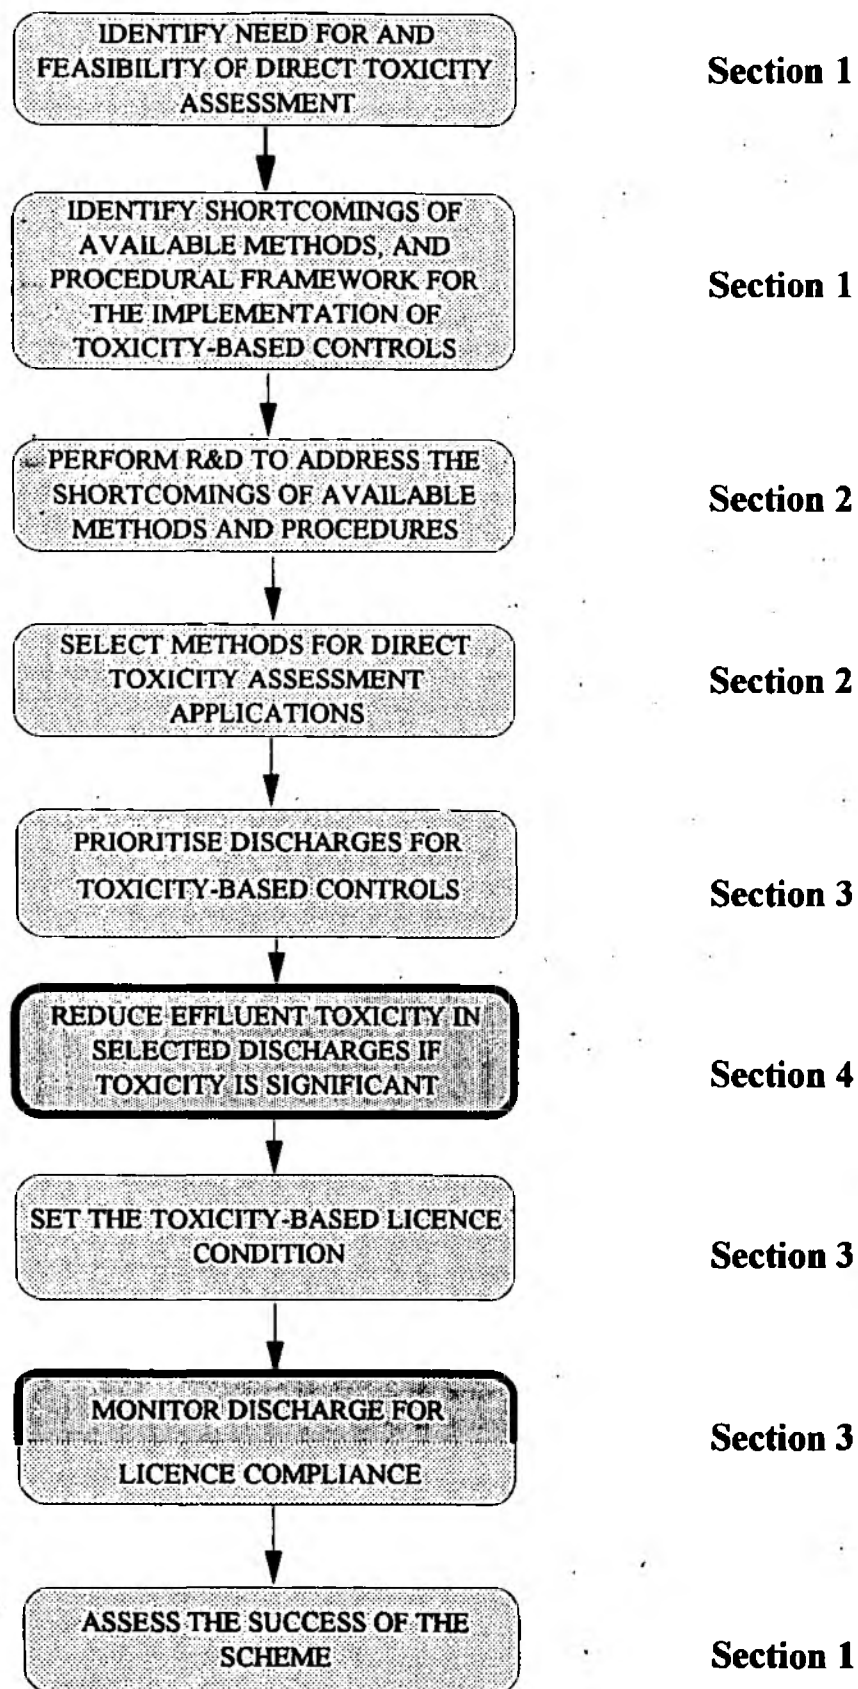 IDENTIFY NEED FOR AND
FEASIBILITY OF DIRECT TOXICITY
ASSESSMENT
Section 1
IDENTIFY SHORTCOMINGS OF
AVAILABLE METHODS, AND
PROCEDURAL FRAMEWORK FOR
THE IMPLEMENTATION OF
TOXICITY-BASED CONTROLS
Section 1
PERFORM R&D TO ADDRESS THE
SHORTCOMINGS OF AVAILABLE
METHODS AND PROCEDURES
Section 2
SELECT METHODS FOR DIRECT
TOXICITY ASSESSMENT
APPLICATIONS
Section 2
PRIORITISE DISCHARGES FOR
TOXICITY-BASED CONTROLS
Section 3
REDUCE EFFLUENT TOXICITY IN
SELECTED DISCHARGES IF
TOXICITY IS SIGNIFICANT
Section 4
SET THE TOXICITY-BASED LICENCE
CONDITION
Section 3
MONITOR DISCHARGE FOR
LICENCE COMPLIANCE
Section 3
ASSESS THE SUCCESS OF THE
SCHEME
Section 1